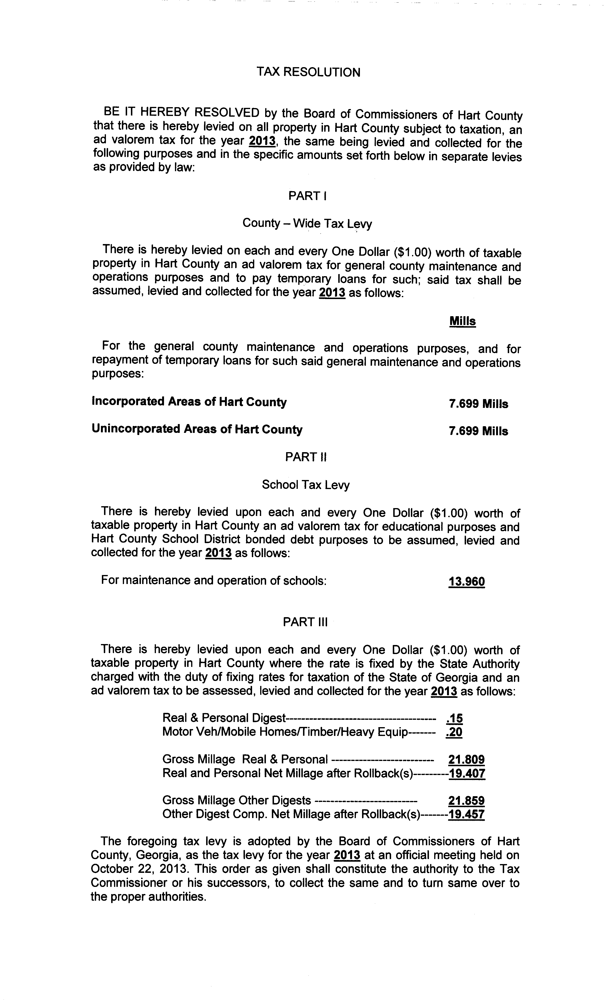 TAX RESOLUTION
BE IT HEREBY RESOLVED by the Board of Commissioners of Hart County
that there is hereby levied on all property in Hart County subject to taxation, an
ad valorem tax for the year 2013, the same being levied and collected for the
following purposes and in the specific amounts set forth below in separate levies
as provided by law:
PART I
County – Wide Tax Levy
There is hereby levied on each and every One Dollar ($1.00) worth of taxable
property in Hart County an ad valorem tax for general county maintenance and
operations purposes and to pay temporary loans for such; said tax shall be
assumed, levied and collected for the year 2013 as follows:
Mills
For the general county maintenance and operations purposes, and for
repayment of temporary loans for such said general maintenance and operations
purposes:
Incorporated Areas of Hart County 7.699 Mills
Unincorporated Areas of Hart County 7.699 Mills
PART II
School Tax Levy
There is hereby levied upon each and every One Dollar ($1.00) worth of
taxable property in Hart County an ad valorem tax for educational purposes and
Hart County School District bonded debt purposes to be assumed, levied and
collected for the year 2013 as follows:
For maintenance and operation of schools: 13.960
PART III
There is hereby levied upon each and every One Dollar ($1.00) worth of
taxable property in Hart County where the rate is fixed by the State Authority
charged with the duty of fixing rates for taxation of the State of Georgia and an
ad valorem tax to be assessed, levied and collected for the year 2013 as follows:
Real & Personal Digest-------------------------------------- .15
Motor Veh/Mobile Homes/Timber/Heavy Equip------- .20
Gross Millage Real & Personal -------------------------- 21.809
Real and Personal Net Millage after Rollback(s)---------19.407
Gross Millage Other Digests -------------------------- 21.859
Other Digest Comp. Net Millage after Rollback(s)-------19.457
The foregoing tax levy is adopted by the Board of Commissioners of Hart
County, Georgia, as the tax levy for the year 2013 at an official meeting held on
October 22, 2013. This order as given shall constitute the authority to the Tax
Commissioner or his successors, to collect the same and to turn same over to
the proper authorities.